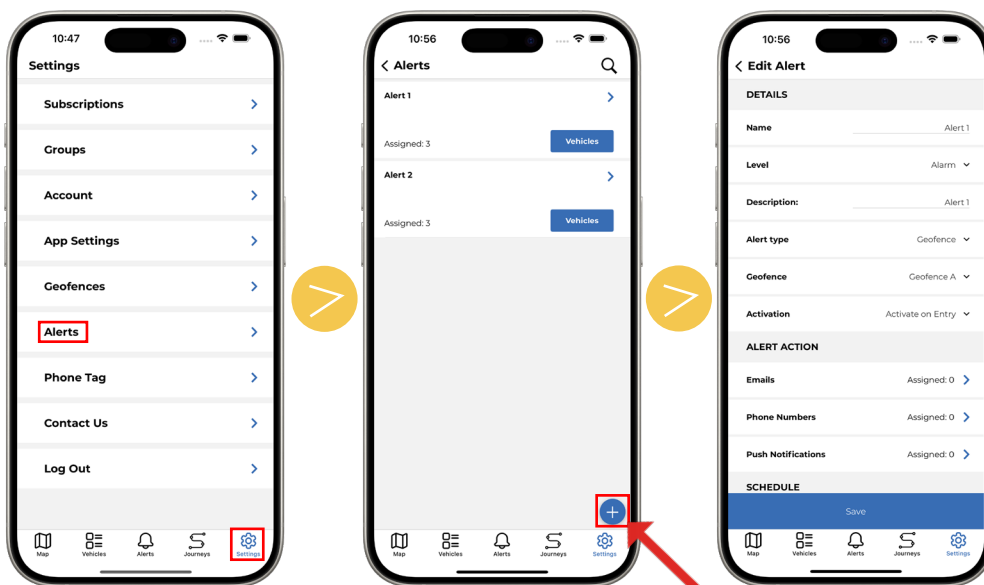 10:47
Settings
Subscriptions
Groups
Account
App Settings
Geofences
Alerts
Phone Tag
Contact Us
Log Out
Map Vehicles Alerts Journeys Settings
10:56
Alerts
Alert 1
Assigned: 3 Vehicles
Alert 2
Assigned: 3 Vehicles
Map Vehicles Alerts Journeys Settings
10:56
Edit Alert
DETAILS
Name Alert 1
Level Alarm
Description: Alert 1
Alert type Geofence
Geofence Geofence A
Activation Activate on Entry
ALERT ACTION
Emails Assigned: 0
Phone Numbers Assigned: 0
Push Notifications Assigned: 0
SCHEDULE
Save
Map Vehicles Alerts Journeys Settings